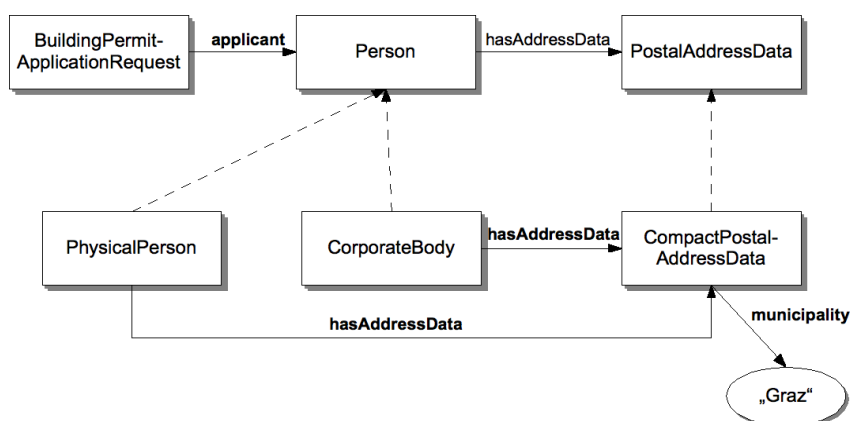 BuildingPermit-
ApplicationRequest
applicant
Person
hasAddressData
PostalAddressData
PhysicalPerson
CorporateBody
hasAddressData
CompactPostal-
AddressData
hasAddressData
municipality
„Graz“